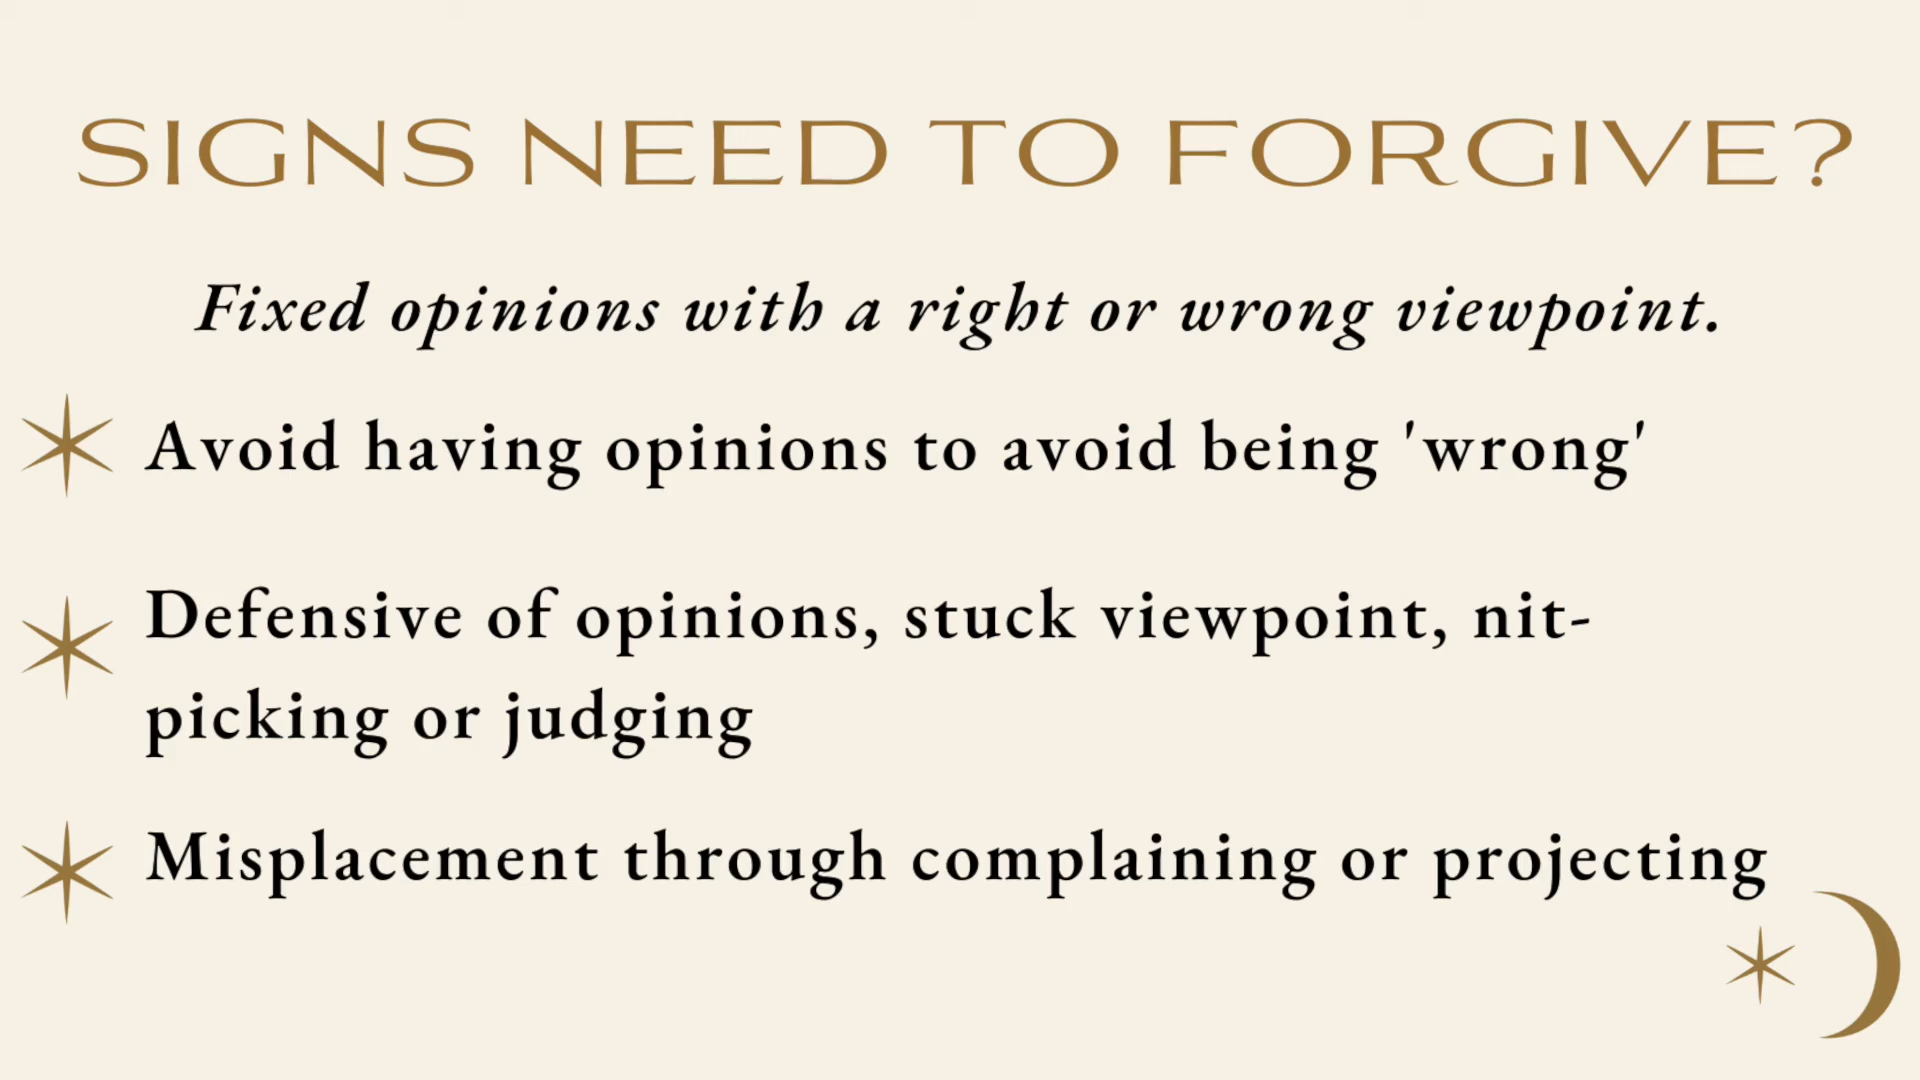 SIGNS NEED TO FORGIVE?
Fixed opinions with a right or wrong viewpoint.
Avoid having opinions to avoid being 'wrong'
Defensive of opinions, stuck viewpoint, nit-
picking or judging
Misplacement through complaining or projecting